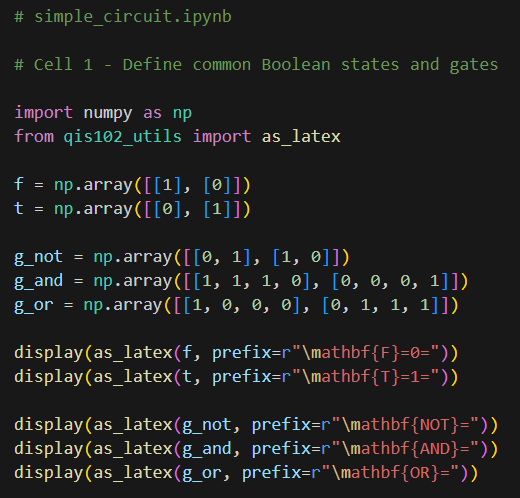 # simple_circuit.ipynb
# Cell 1 - Define common Boolean states and gates
import numpy as np
from qis102_utils import as_latex
f = np.array([[1], [0]])
t = np.array([[0], [1]])
g_not = np.array([[0, 1], [1, 0]])
g_and = np.array([[1, 1, 1, 0], [0, 0, 0, 1]])
g_or = np.array([[1, 0, 0, 0], [0, 1, 1, 1]])
display(as_latex(f, prefix=r"\mathbf{F}=0="))
display(as_latex(t, prefix=r"\mathbf{T}=1="))
display(as_latex(g_not, prefix=r"\mathbf{NOT}="))
display(as_latex(g_and, prefix=r"\mathbf{AND}="))
display(as_latex(g_or, prefix=r"\mathbf{OR}="))